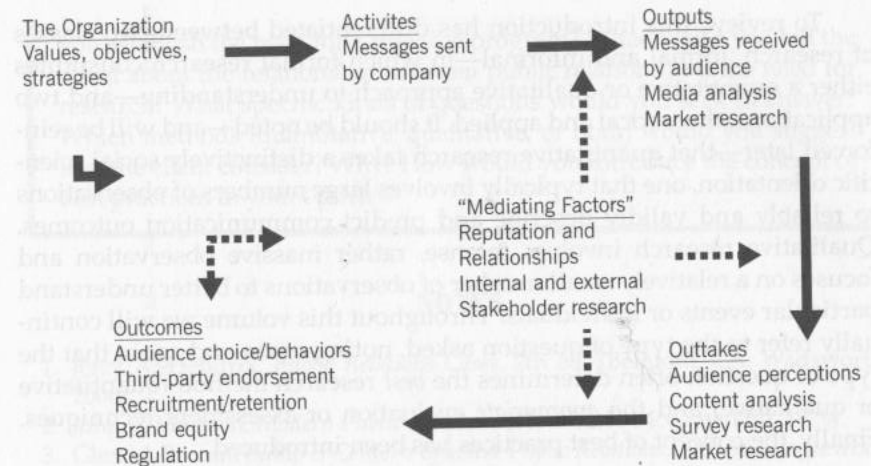 The Organization
Values, objectives,
strategies
Activites
Messages sent
by company
Outputs
Messages received
by audience
Media analysis
Market research
"Mediating Factors"
Reputation and
Relationships
Internal and external
Stakeholder research
Outcomes
Audience choice/behaviors
Third-party endorsement
Recruitment/retention
Brand equity
Regulation
Outtakes
Audience perceptions
Content analysis
Survey research
Market research